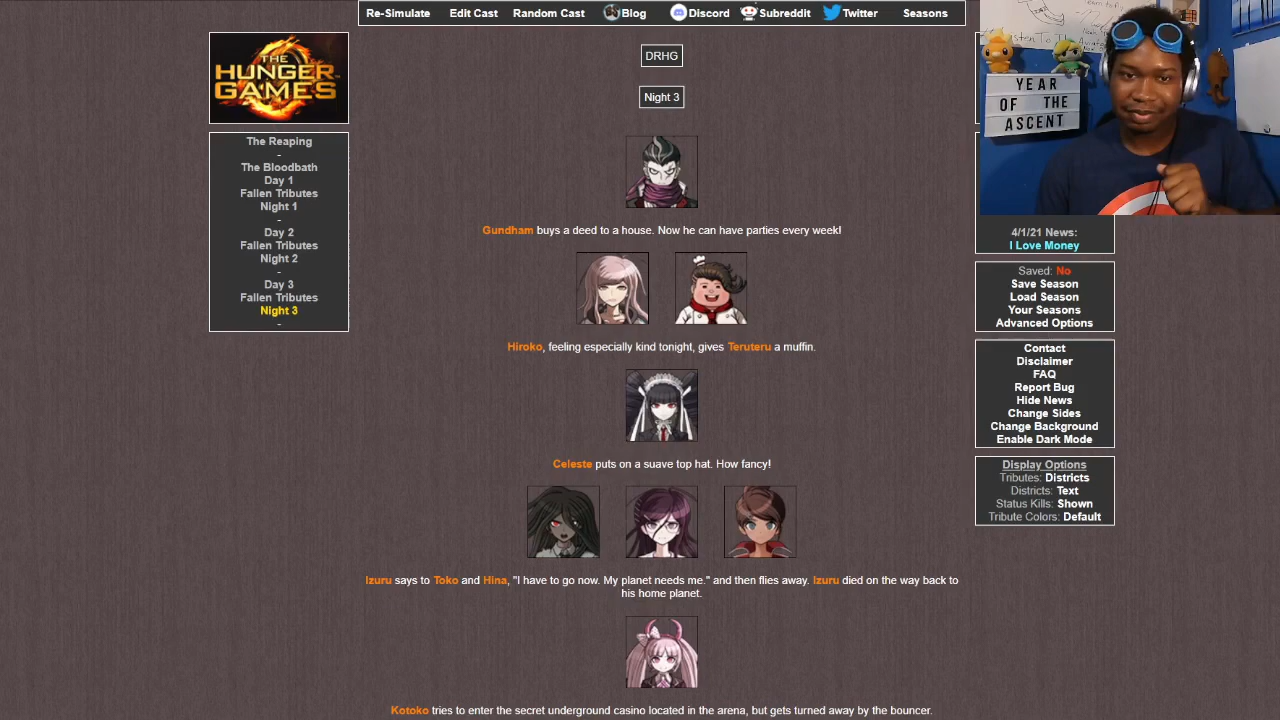 Re-Simulate Edit Cast Random Cast Blog Discord Subreddit Twitter Seasons
THE
HUNGER
GAMES
The Reaping
-
The Bloodbath
Day 1
Fallen Tributes
Night 1
-
Day 2
Fallen Tributes
Night 2
-
Day 3
Fallen Tributes
Night 3
-
DRHG
Night 3
Gundham buys a deed to a house. Now he can have parties every week!
Hiroko, feeling especially kind tonight, gives Teruteru a muffin.
Celeste puts on a suave top hat. How fancy!
Izuru says to Toko and Hina, "I have to go now. My planet needs me." and then flies away. Izuru died on the way back to
his home planet.
Kotoko tries to enter the secret underground casino located in the arena, but gets turned away by the bouncer.
YEAR
OF THE
ASCENT
4/1/21 News:
I Love Money
Saved: No
Save Season
Load Season
Your Seasons
Advanced Options
Contact
Disclaimer
FAQ
Report Bug
Hide News
Change Sides
Change Background
Enable Dark Mode
Display Options
Tributes: Districts
Districts: Text
Status Kills: Shown
Tribute Colors: Default